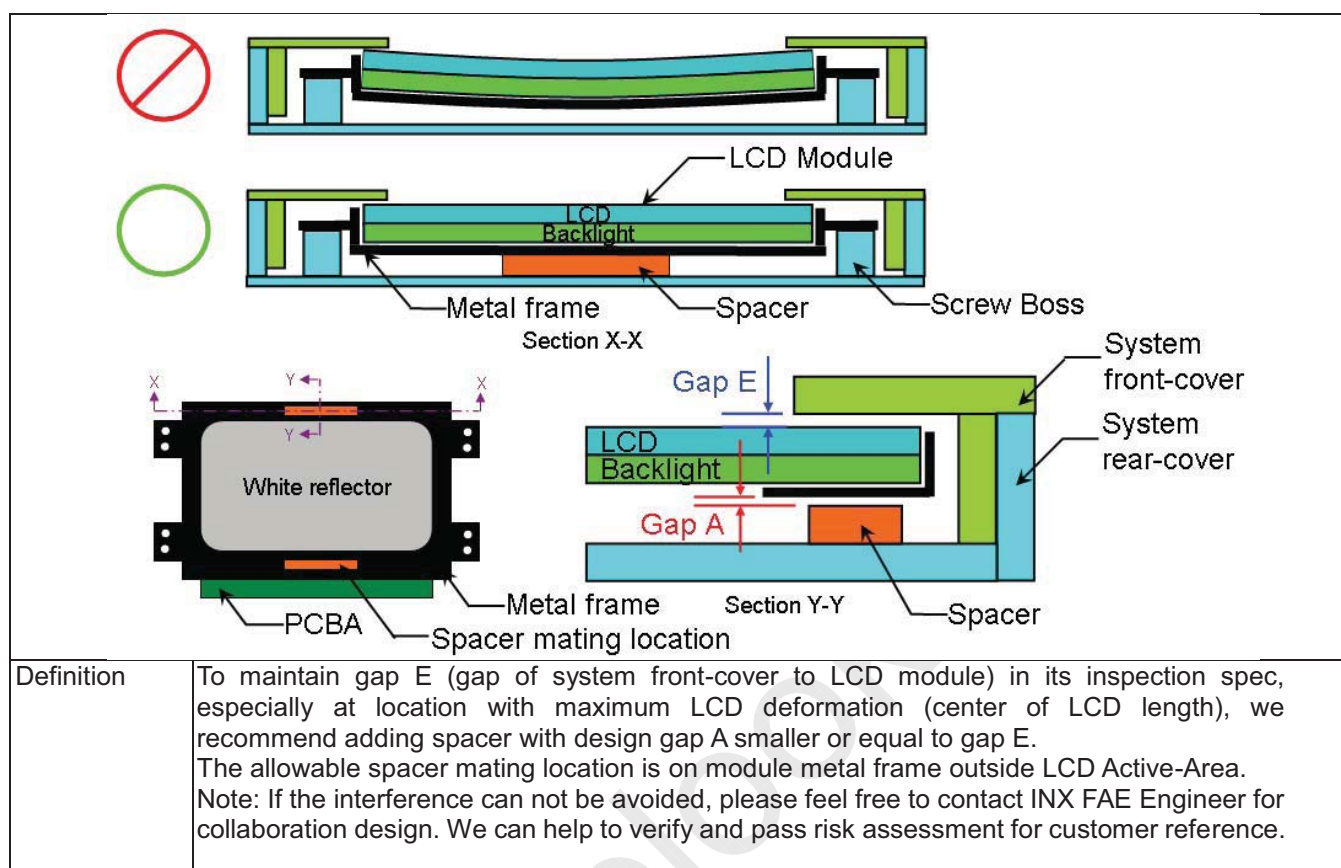 LCD Module
LCD
Backlight
Metal frame
Spacer
Screw Boss
Section X-X
System
front-cover
Gap E
X
Y
X
Y
LCD
Backlight
System
rear-cover
White reflector
Gap A
Metal frame
Section Y-Y
Spacer
PCBA
Spacer mating location
Definition
To maintain gap E (gap of system front-cover to LCD module) in its inspection spec,
especially at location with maximum LCD deformation (center of LCD length), we
recommend adding spacer with design gap A smaller or equal to gap E.
The allowable spacer mating location is on module metal frame outside LCD Active-Area.
Note: If the interference can not be avoided, please feel free to contact INX FAE Engineer for
collaboration design. We can help to verify and pass risk assessment for customer reference.